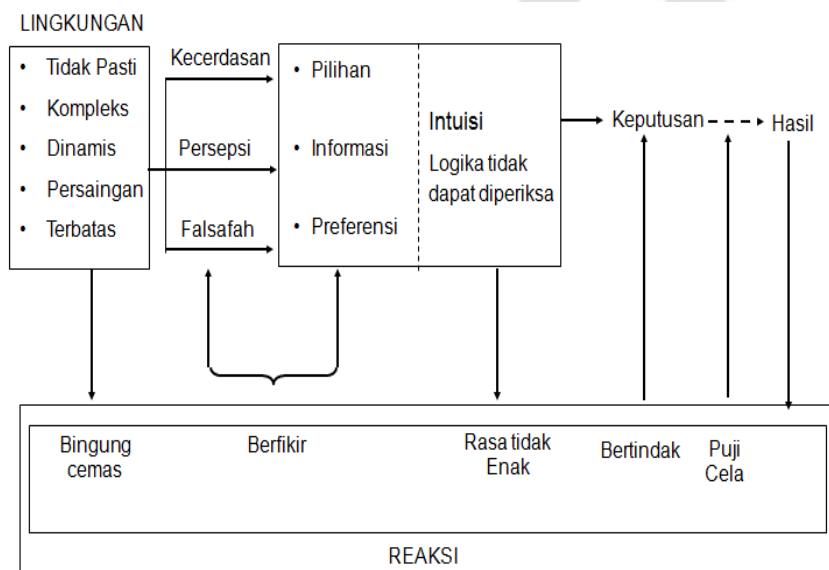 LINGKUNGAN
• Tidak Pasti
• Kompleks
• Dinamis
• Persaingan
• Terbatas
Kecerdasan
Persepsi
Falsafah
• Pilihan
• Informasi
• Preferensi
Intuisi
Logika tidak
dapat diperiksa
Keputusan
Hasil
Bingung
cemas
Berfikir
Rasa tidak
Enak
Bertindak
Puji
Cela
REAKSI